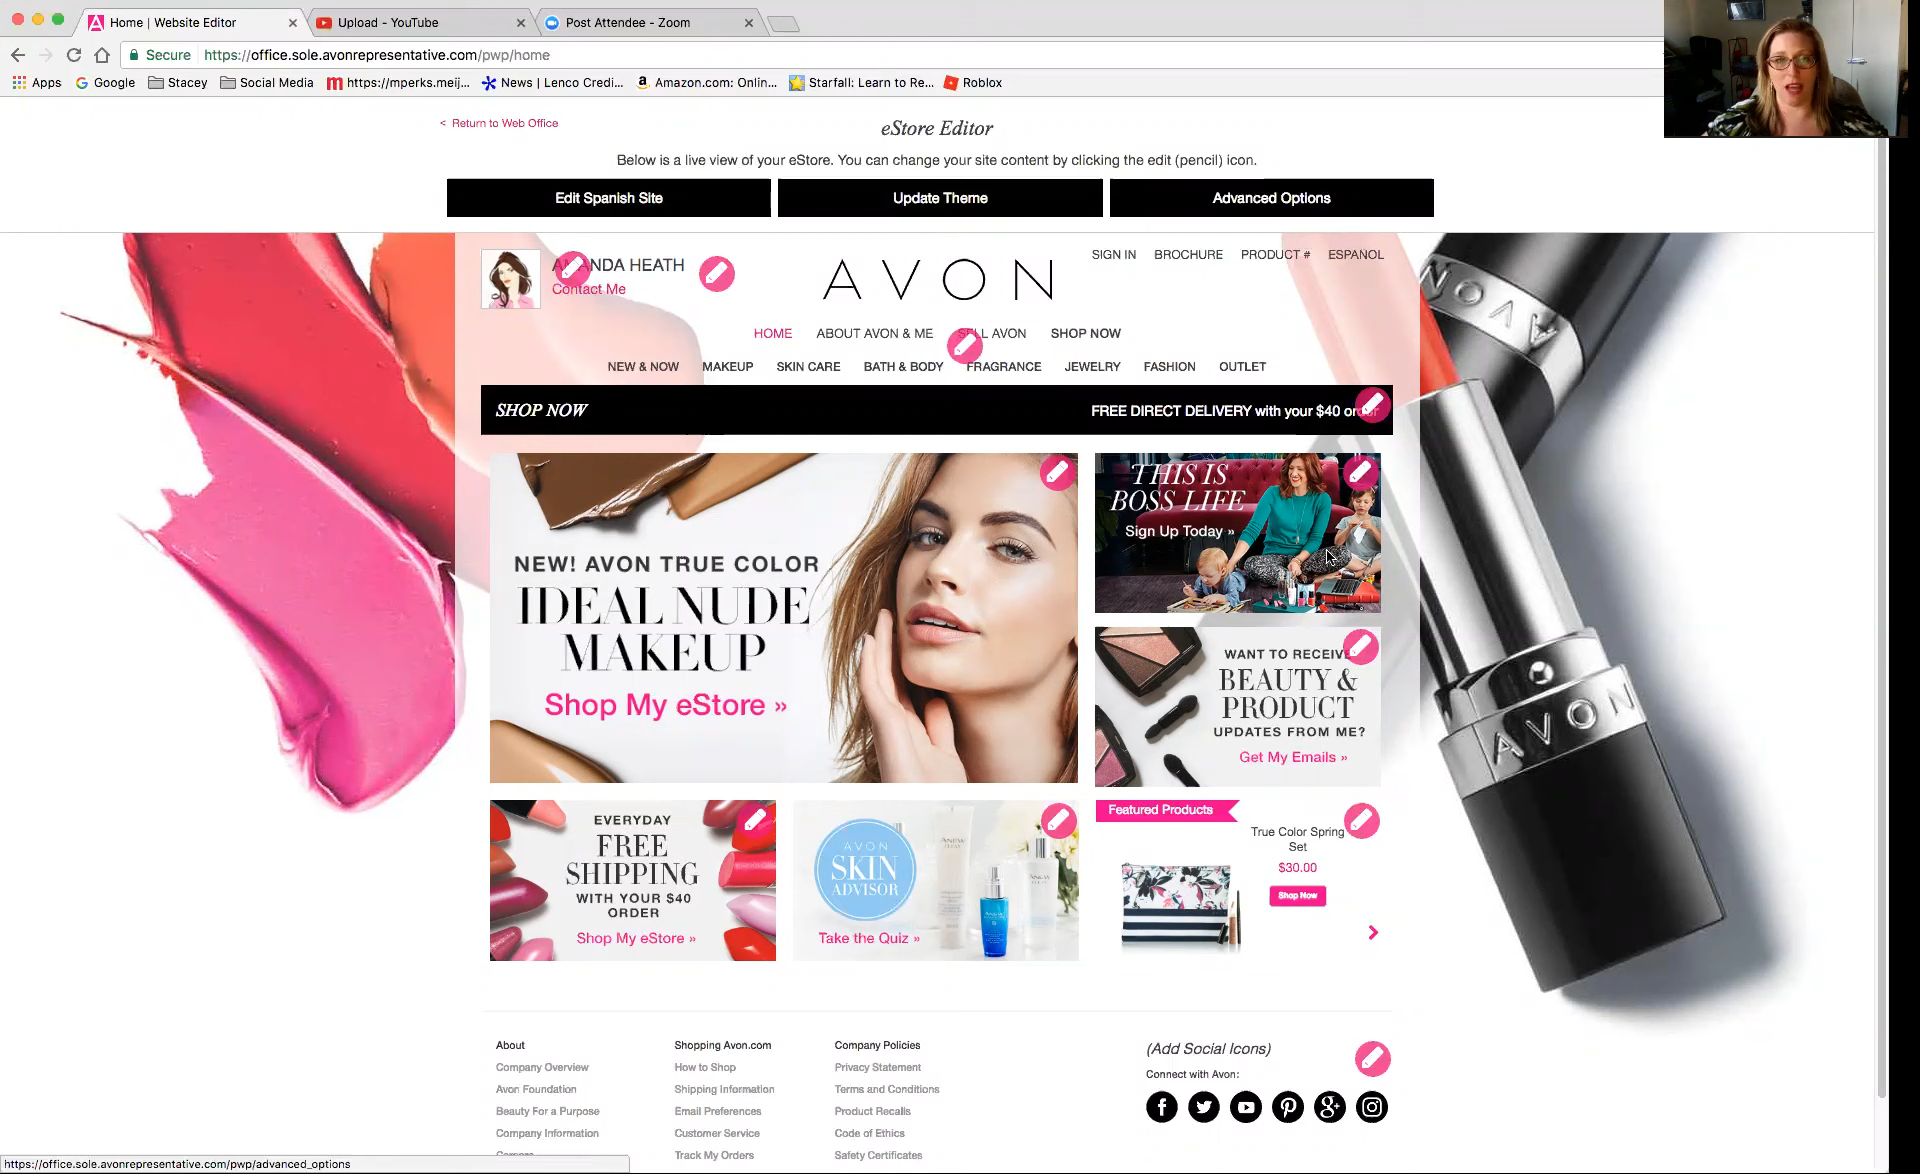 Home | Website Editor
Upload - YouTube
Post Attendee - Zoom
Secure https://office.sole.avonrepresentative.com/pwp/home
Apps Google Stacey Social Media https://mperks.meij... News | Lenco Credi... Amazon.com: Onlin... Starfall: Learn to Re... Roblox
< Return to Web Office
eStore Editor
Below is a live view of your eStore. You can change your site content by clicking the edit (pencil) icon.
Edit Spanish Site
Update Theme
Advanced Options
HEATH
Contact Me
AVON
SIGN IN BROCHURE PRODUCT # ESPANOL
HOME ABOUT AVON & ME SELL AVON SHOP NOW
NEW & NOW MAKEUP SKIN CARE BATH & BODY FRAGRANCE JEWELRY FASHION OUTLET
SHOP NOW
FREE DIRECT DELIVERY with your $40
NEW! AVON TRUE COLOR
IDEAL NUDE
MAKEUP
Shop My eStore »
THIS IS
BOSS LIFE
Sign Up Today »
WANT TO RECEIVE
BEAUTY &
PRODUCT
UPDATES FROM ME?
Get My Emails »
EVERYDAY
FREE
SHIPPING
WITH YOUR $40
ORDER
Shop My eStore »
AVON
SKIN
ADVISOR
Take the Quiz »
Featured Products
True Color Spring
Set
$30.00
Shop Now
AVON
AVON
About
Company Overview
Avon Foundation
Beauty For a Purpose
Company Information
Shopping Avon.com
How to Shop
Shipping Information
Email Preferences
Customer Service
Track My Orders
Company Policies
Privacy Statement
Terms and Conditions
Product Recalls
Code of Ethics
Safety Certificates
(Add Social Icons)
Connect with Avon:
https://office.sole.avonrepresentative.com/pwp/advanced_options